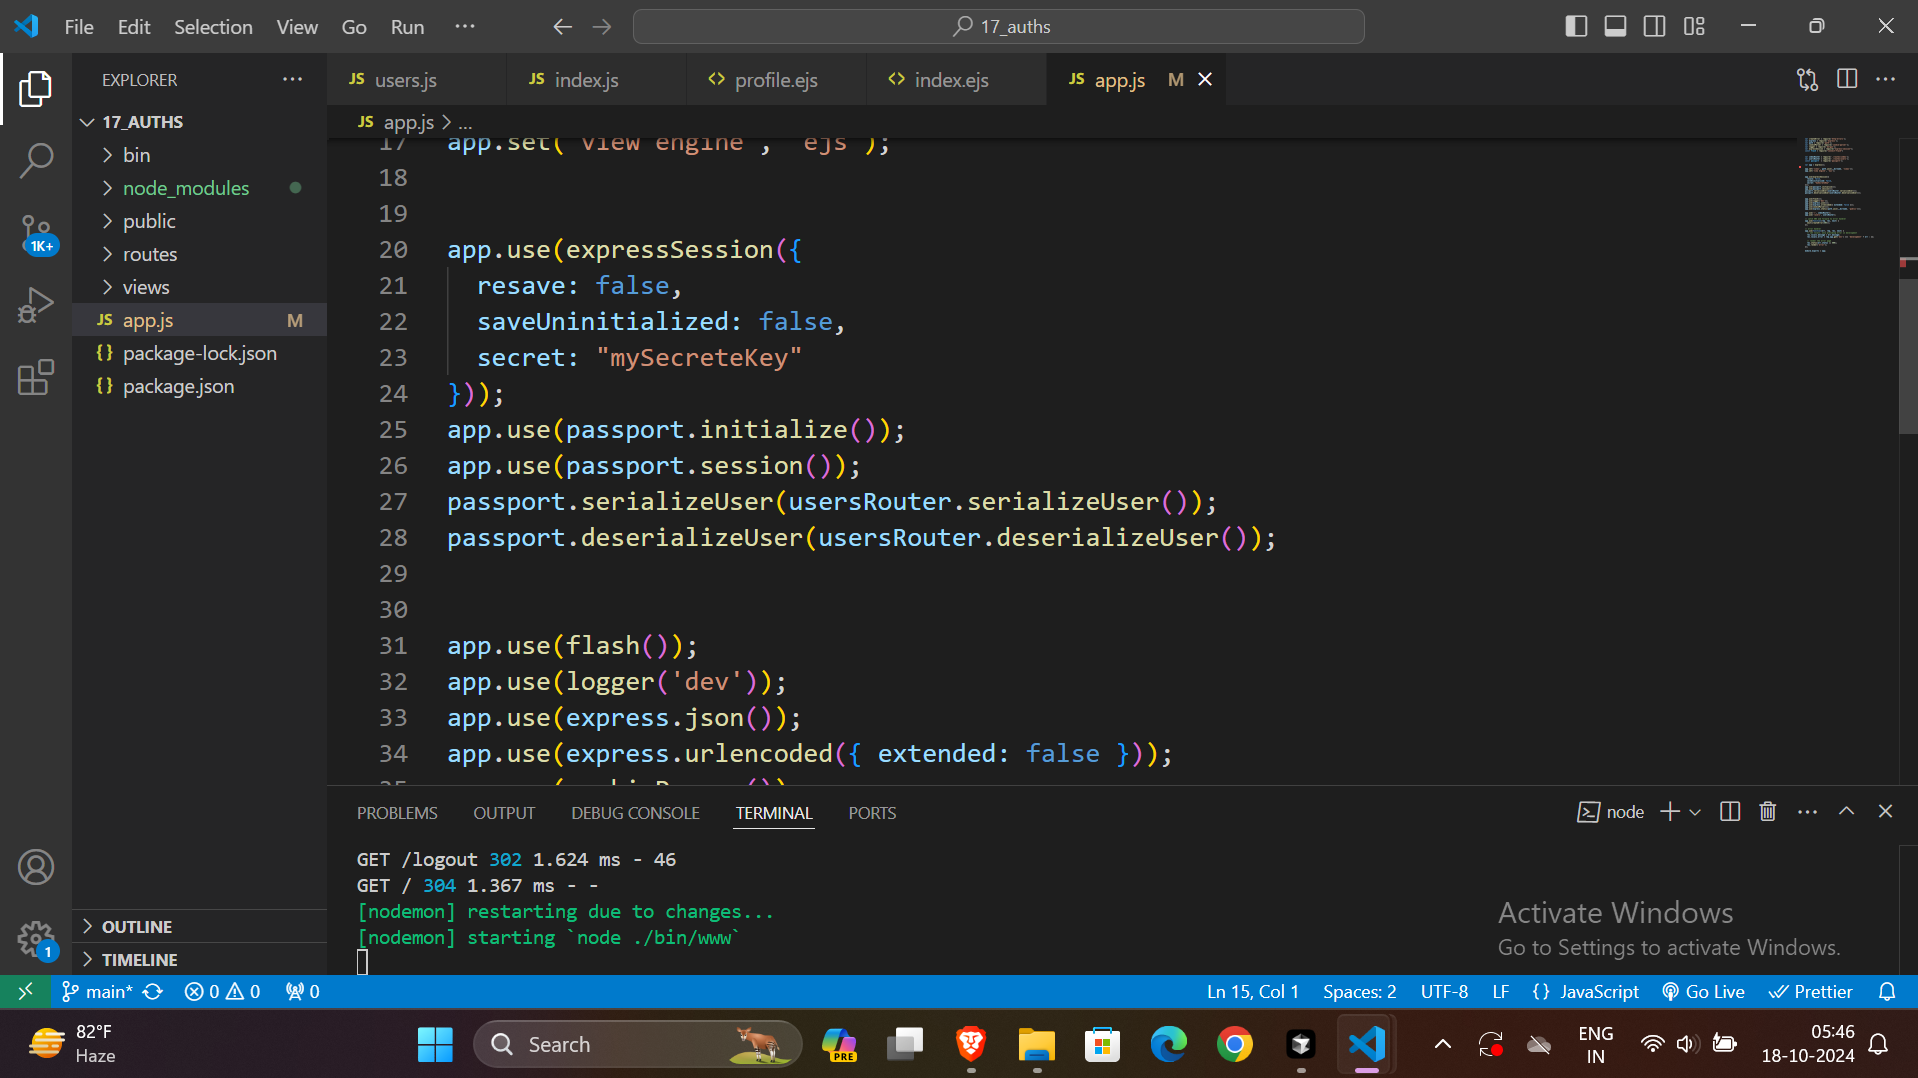 File Edit Selection View Go Run ...
17_auths
EXPLORER ...
JS users.js
JS index.js
<> profile.ejs
<> index.ejs
JS app.js M
17_AUTHS
JS app.js > ...
bin
node_modules
public
routes
views
JS app.js M
{} package-lock.json
{} package.json
1K+
17 app.set('view engine', 'ejs');
18
19
20 app.use(expressSession({
21 resave: false,
22 saveUninitialized: false,
23 secret: "mySecreteKey"
24 }));
25 app.use(passport.initialize());
26 app.use(passport.session());
27 passport.serializeUser(usersRouter.serializeUser());
28 passport.deserializeUser(usersRouter.deserializeUser());
29
30
31 app.use(flash());
32 app.use(logger('dev'));
33 app.use(express.json());
34 app.use(express.urlencoded({ extended: false }));
PROBLEMS OUTPUT DEBUG CONSOLE TERMINAL PORTS
node
GET /logout 302 1.624 ms - 46
GET / 304 1.367 ms - -
[nodemon] restarting due to changes...
[nodemon] starting `node ./bin/www`
Activate Windows
Go to Settings to activate Windows.
OUTLINE
1
TIMELINE
main* 0 0 0
Ln 15, Col 1 Spaces: 2 UTF-8 LF {} JavaScript Go Live Prettier
82°F
Haze
Search
PRE
ENG
IN
05:46
18-10-2024